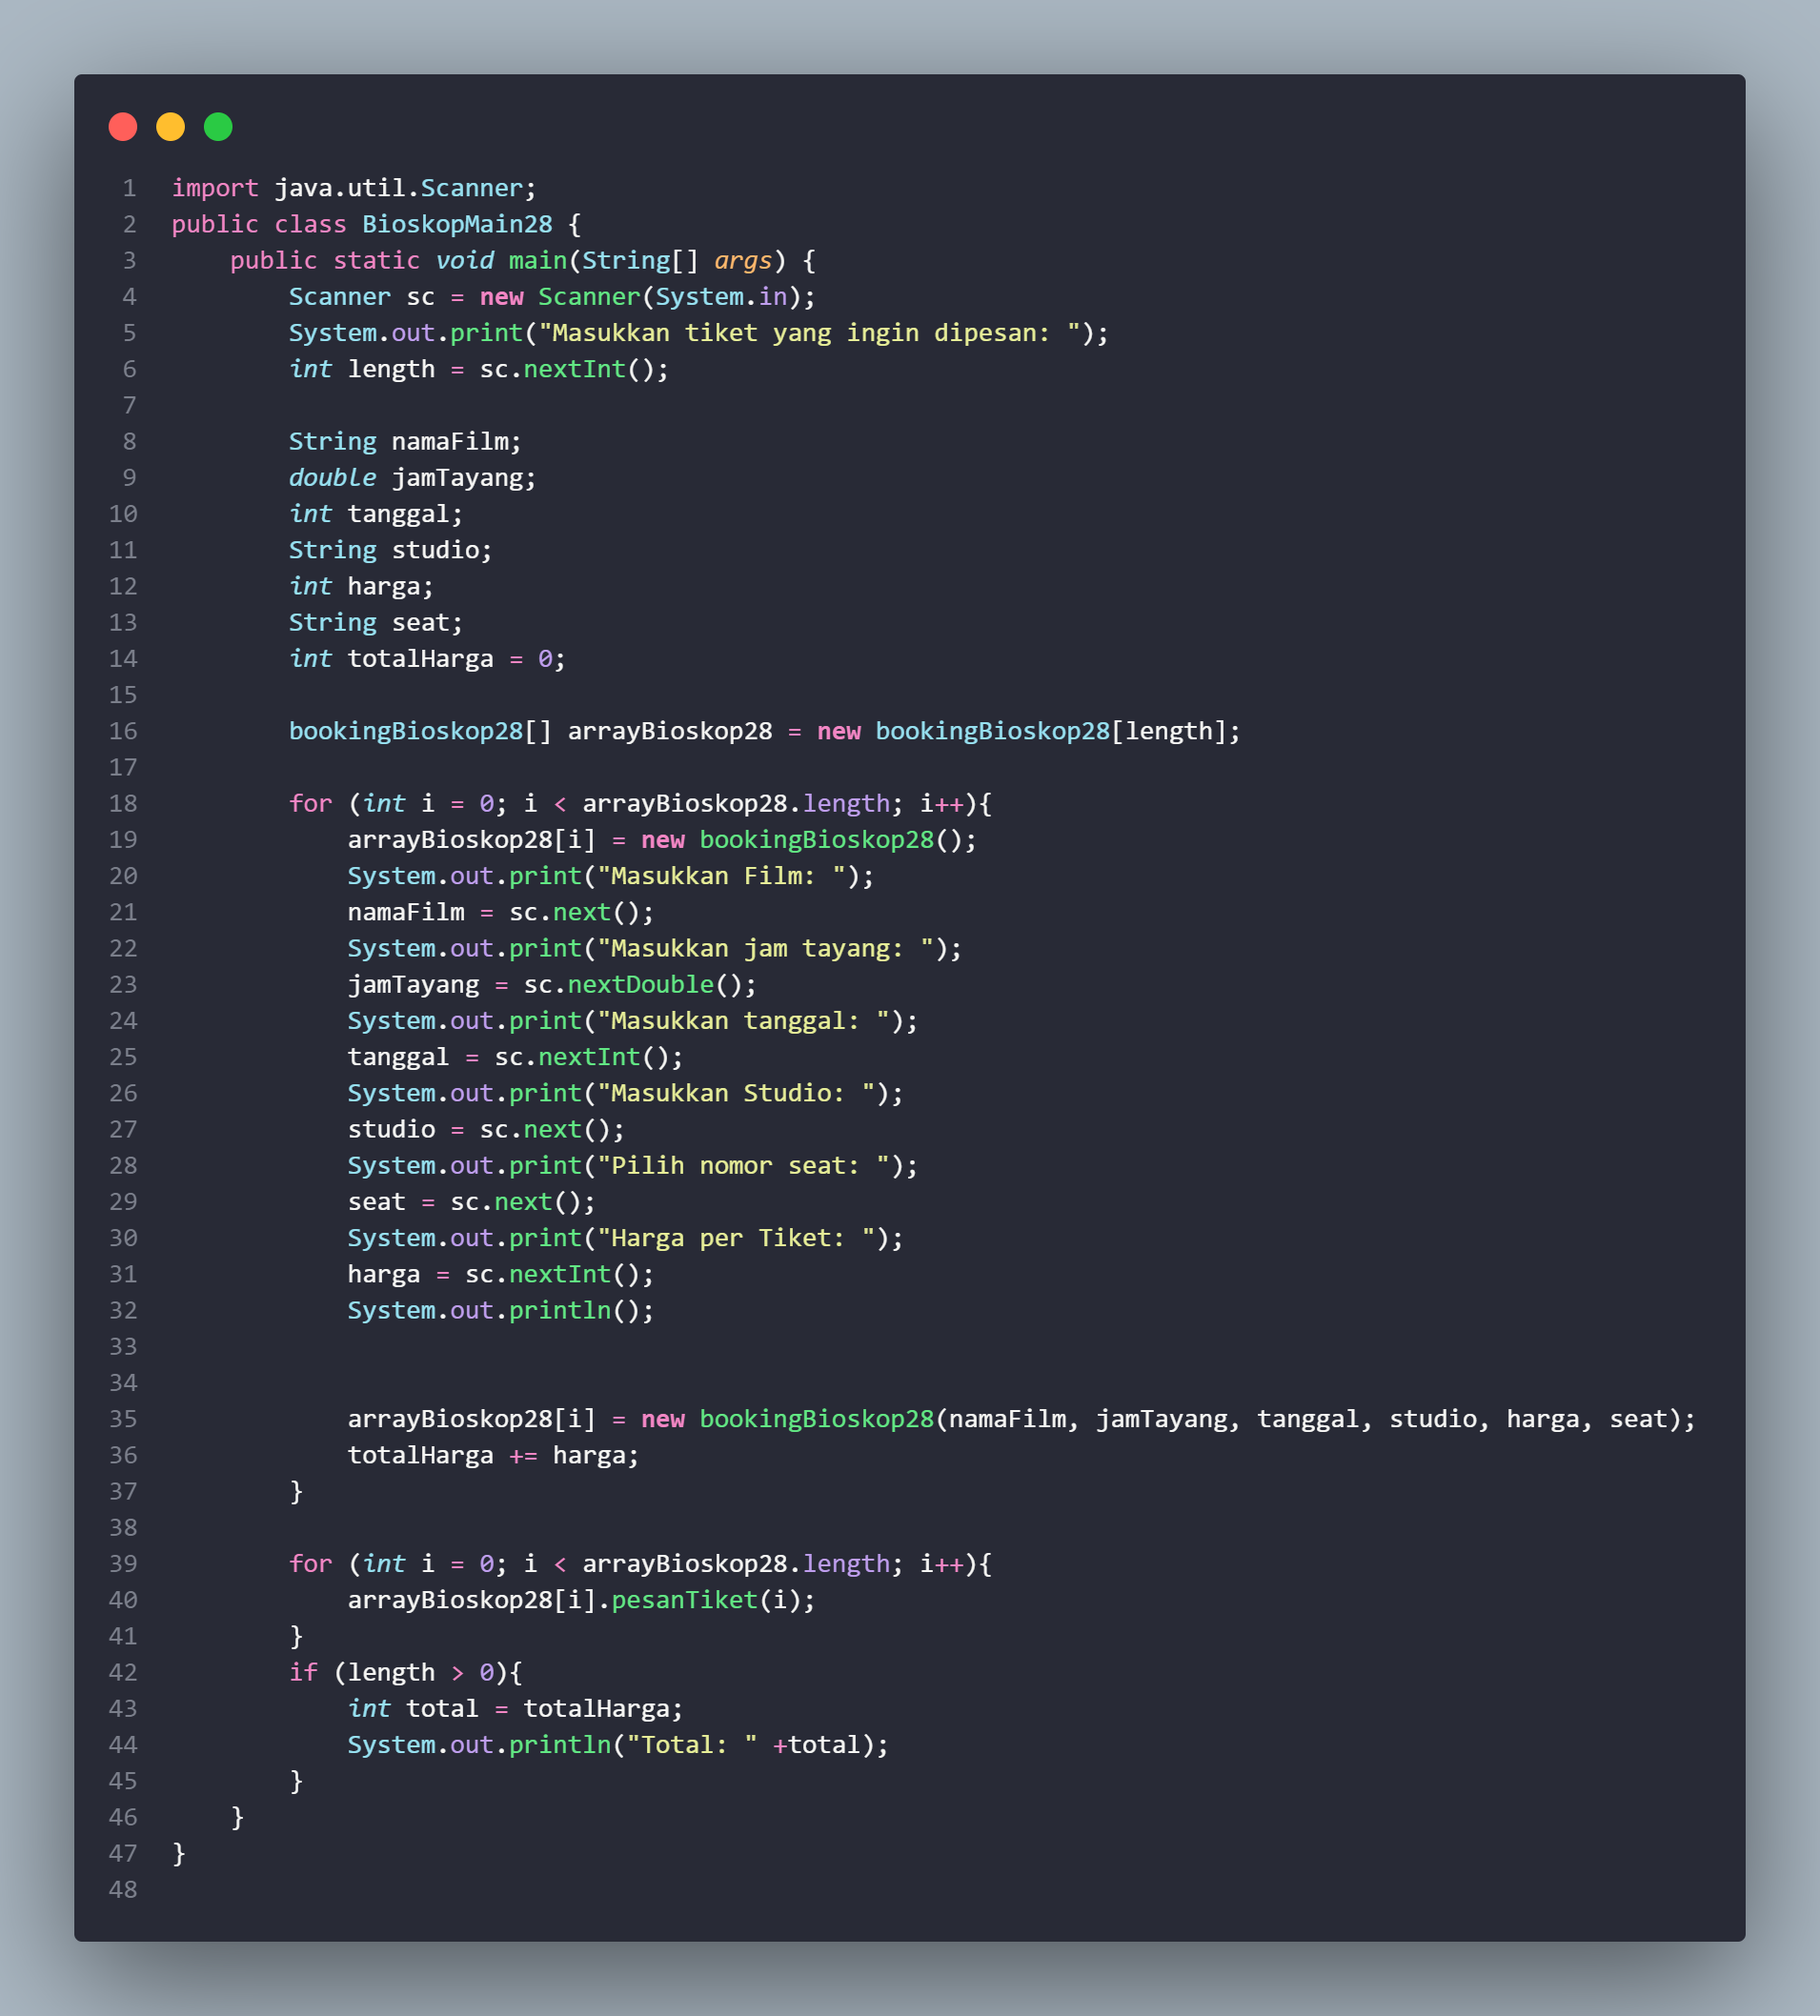 1 import java.util.Scanner;
2 public class BioskopMain28 {
3     public static void main(String[] args) {
4         Scanner sc = new Scanner(System.in);
5         System.out.print("Masukkan tiket yang ingin dipesan: ");
6         int length = sc.nextInt();
7
8         String namaFilm;
9         double jamTayang;
10         int tanggal;
11         String studio;
12         int harga;
13         String seat;
14         int totalHarga = 0;
15
16         bookingBioskop28[] arrayBioskop28 = new bookingBioskop28[length];
17
18         for (int i = 0; i < arrayBioskop28.length; i++){
19             arrayBioskop28[i] = new bookingBioskop28();
20             System.out.print("Masukkan Film: ");
21             namaFilm = sc.next();
22             System.out.print("Masukkan jam tayang: ");
23             jamTayang = sc.nextDouble();
24             System.out.print("Masukkan tanggal: ");
25             tanggal = sc.nextInt();
26             System.out.print("Masukkan Studio: ");
27             studio = sc.next();
28             System.out.print("Pilih nomor seat: ");
29             seat = sc.next();
30             System.out.print("Harga per Tiket: ");
31             harga = sc.nextInt();
32             System.out.println();
33
34
35             arrayBioskop28[i] = new bookingBioskop28(namaFilm, jamTayang, tanggal, studio, harga, seat);
36             totalHarga += harga;
37         }
38
39         for (int i = 0; i < arrayBioskop28.length; i++){
40             arrayBioskop28[i].pesanTiket(i);
41         }
42         if (length > 0){
43             int total = totalHarga;
44             System.out.println("Total: " +total);
45         }
46     }
47 }
48